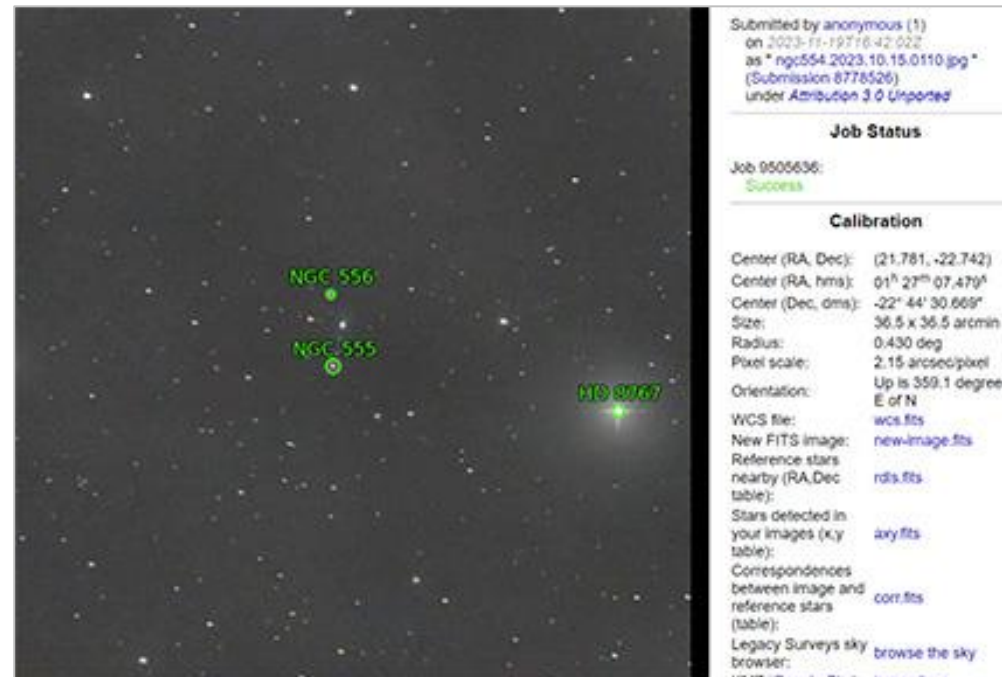 NGC 556
NGC 555
HD 8767
Submitted by anonymous (1)
on 2023-11-19T16:42:02Z
as " ngc554.2023.10.15.0110.jpg "
(Submission 8778526)
under Attribution 3.0 Unported
Job Status
Job 9505636:
Success
Calibration
Center (RA, Dec): (21.781, -22.742)
Center (RA, hms): 01h 27m 07.479s
Center (Dec, dms): -22° 44' 30.669"
Size: 36.5 x 36.5 arcmin
Radius: 0.430 deg
Pixel scale: 2.15 arcsec/pixel
Orientation: Up is 359.1 degree
E of N
WCS file: wcs.fits
New FITS image: new-image.fits
Reference stars
nearby (RA,Dec rdls.fits
table):
Stars detected in
your images (x,y axy.fits
table):
Correspondences
between image and corr.fits
reference stars
(table):
Legacy Surveys sky browse the sky
browser: